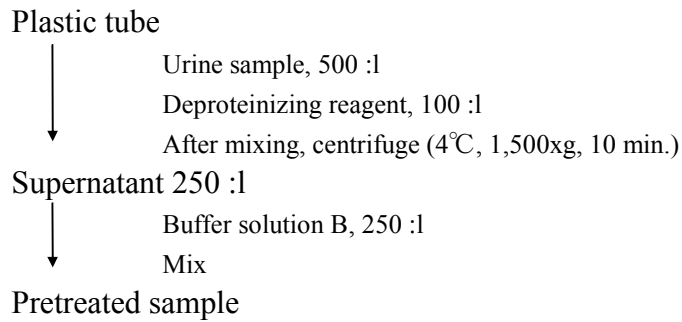 Plastic tube
Urine sample, 500 :l
Deproteinizing reagent, 100 :l
After mixing, centrifuge (4℃, 1,500xg, 10 min.)
Supernatant 250 :l
Buffer solution B, 250 :l
Mix
Pretreated sample